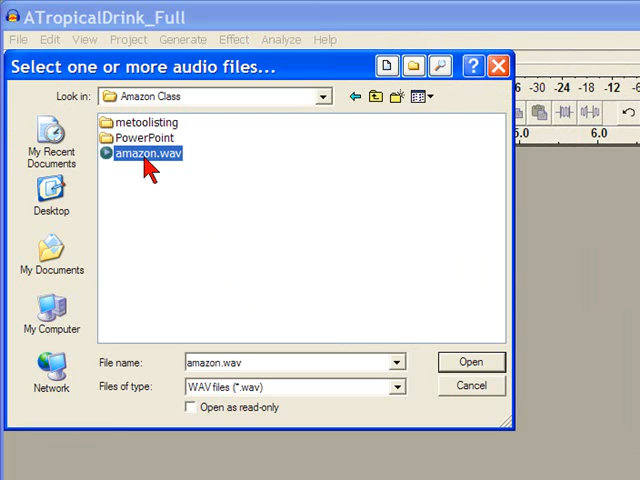 ATropicalDrink_Full
File Edit View Project Generate Effect Analyze Help
Select one or more audio files...
Look in: Amazon Class
-30 -24 -18 -12
5.0 6.0
metoolisting
PowerPoint
amazon.wav
My Recent
Documents
Desktop
My Documents
My Computer
Network
File name: amazon.wav Open
Files of type: WAV files (*.wav) Cancel
Open as read-only